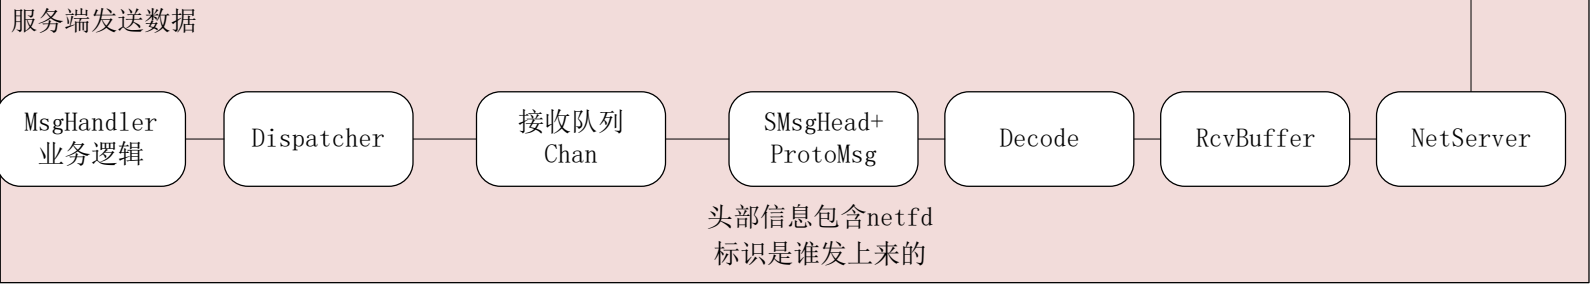 服务端发送数据
MsgHandler
业务逻辑
Dispatcher
接收队列
Chan
SMsgHead+
ProtoMsg
Decode
RcvBuffer
NetServer
头部信息包含netfd
标识是谁发上来的